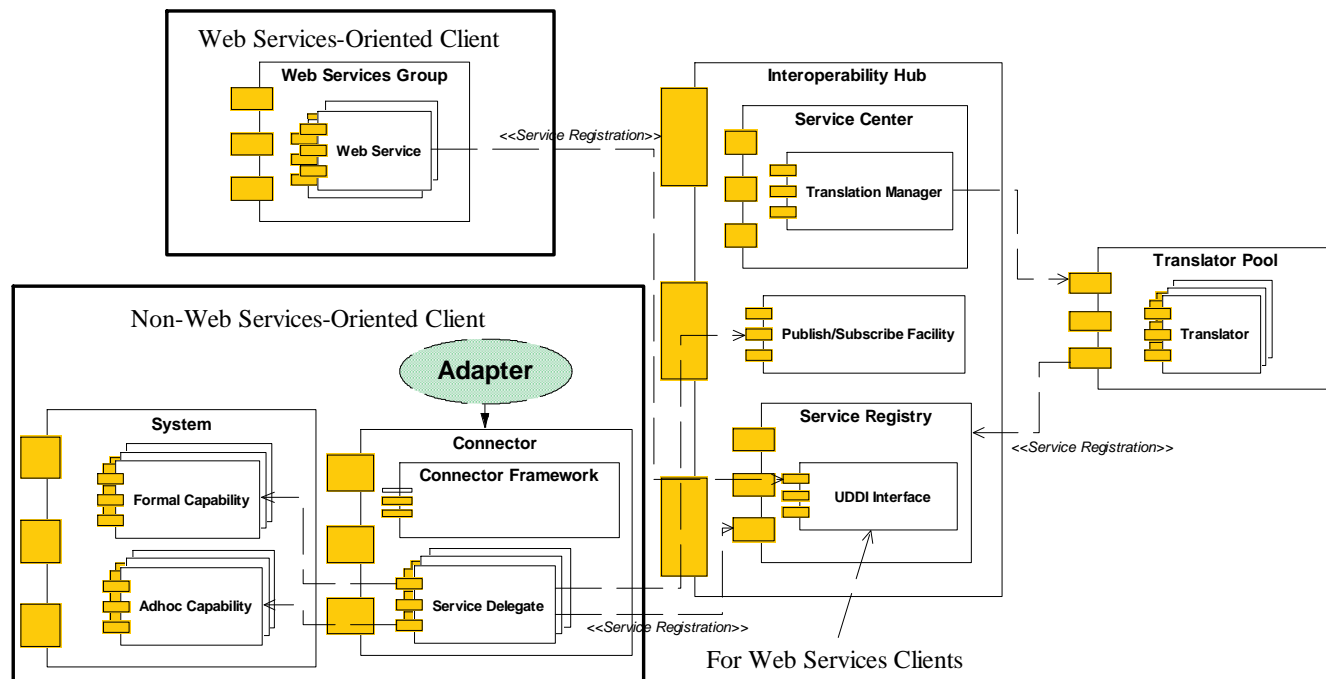 Web Services-Oriented Client
Web Services Group
Web Service
<<Service Registration>>
Interoperability Hub
Service Center
Translation Manager
Translator Pool
Translator
Publish/Subscribe Facility
Non-Web Services-Oriented Client
Adapter
System
Formal Capability
Adhoc Capability
Connector
Connector Framework
Service Delegate
Service Registry
UDDI Interface
<<Service Registration>>
<<Service Registration>>
For Web Services Clients